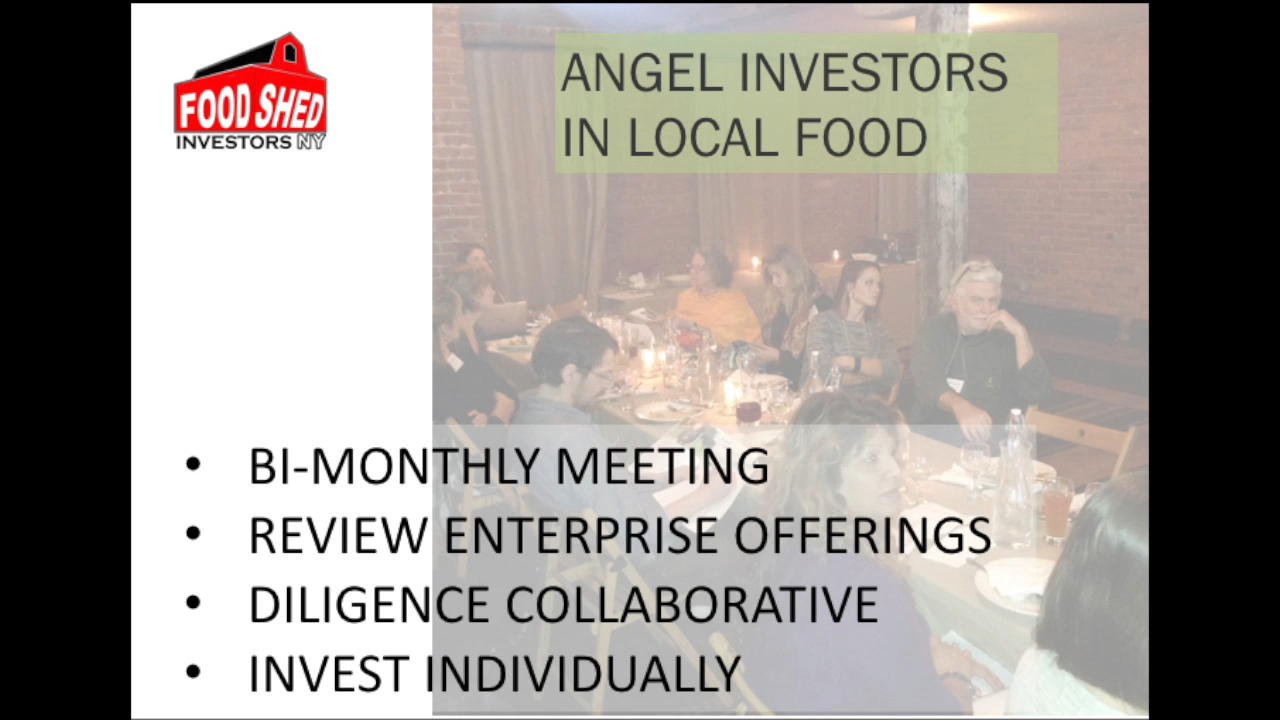 FOOD SHED
INVESTORS NY
ANGEL INVESTORS
IN LOCAL FOOD
• BI-MONTHLY MEETING
• REVIEW ENTERPRISE OFFERINGS
• DILIGENCE COLLABORATIVE
• INVEST INDIVIDUALLY